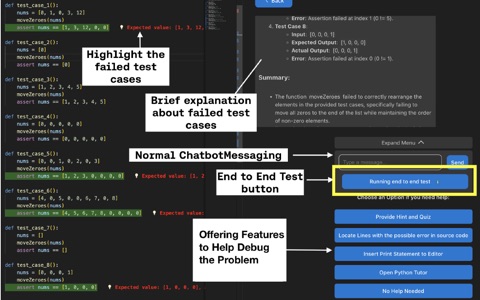 def test_case_1():
nums = [0, 1, 0, 3, 12]
moveZeroes(nums)
assert nums == [1, 3, 12, 0, 0] Expected value: [1, 3, 12,
def test_case_2():
nums = [0]
moveZeroes(nums)
assert nums == [0]
def test_case_3():
nums = [1, 2, 3, 4, 5]
moveZeroes(nums)
assert nums == [1, 2, 3, 4, 5]
def test_case_4():
nums = [0, 0, 0, 0, 0]
moveZeroes(nums)
assert nums == [0, 0, 0, 0, 0]
def test_case_5():
moveZeroes(nums)
Expected value: [1, 2,
def test_case_6():
moveZeroes(nums)
Expected value: [4, 5,
def test_case_7():
nums = []
moveZeroes(nums)
assert nums == []
def test_case_8():
nums = [0, 0, 0, 1]
moveZeroes(nums)
assert nums == [1, 0, 0, 0] Expected value: [1, 0, 0,
Highlight the
failed test
cases
Brief explanation
about failed test
cases
Normal ChatbotMessaging
End to End Test
button
Offering Features
to Help Debug
the Problem
Back
• Error: Assertion failed at index 1 (0 != 5).
4. Test Case 8:
• Input: [0, 0, 0, 1]
• Expected Output: [1, 0, 0, 0]
• Actual Output: [0, 0, 0, 1]
• Error: Assertion failed at index 0 (0 != 1).
Summary:
• The function moveZeroes failed to correctly rearrange the
elements in the provided test cases, specifically failing to
move all zeros to the end of the list while maintaining the order
of non-zero elements.
Expand Menu
Type a message...
Send
Running end to end test
Choose an Option if you need help:
Provide Hint and Quiz
Locate Lines with the possible error in source code
Insert Print Statement to Editor
Open Python Tutor
No Help Needed